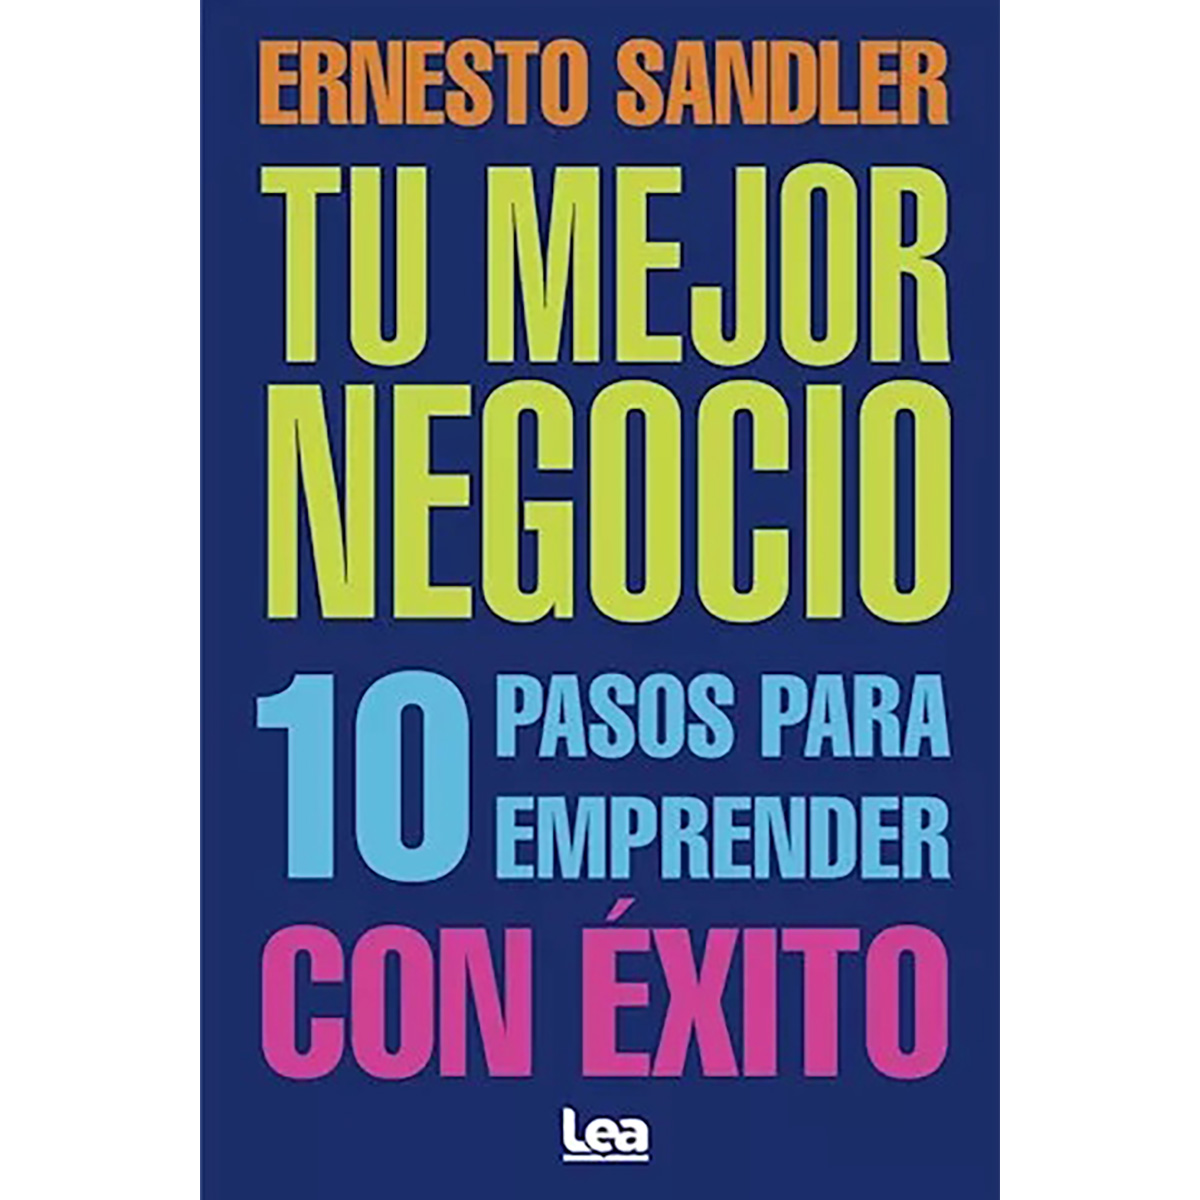 ERNESTO SANDLER
TU MEJOR
NEGOCIO
10 PASOS PARA
EMPRENDER
CON ÉXITO
Lea